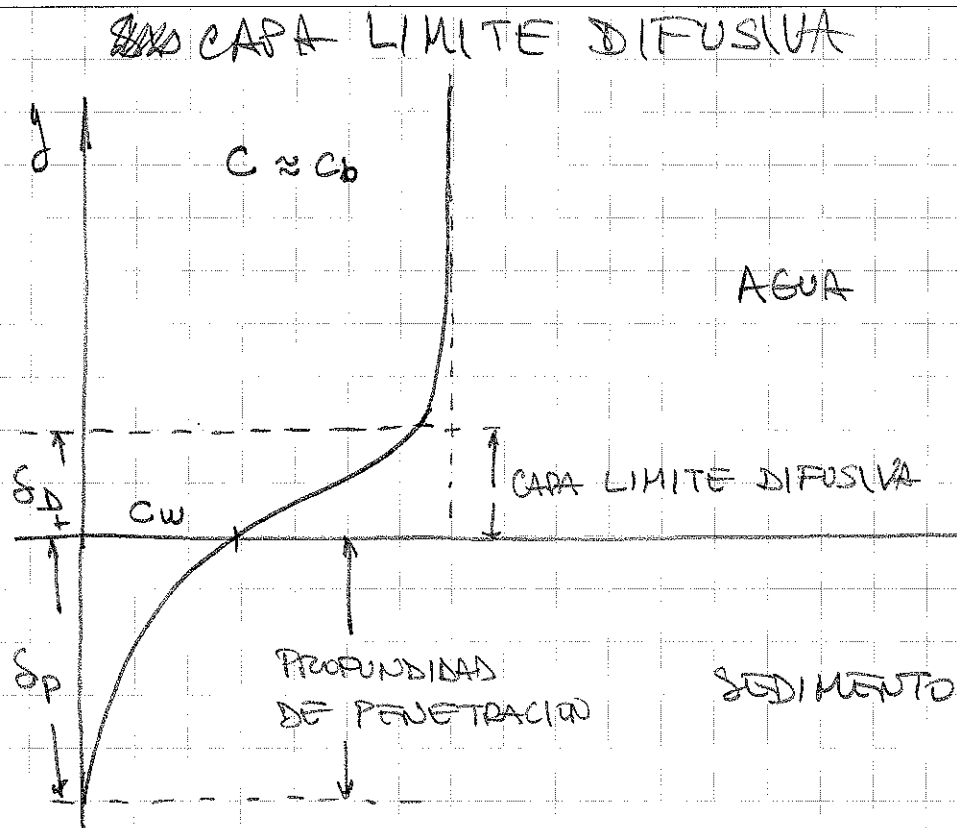 CAPA LIMITE DIFUSIVA
y
C ≈ Cb
AGUA
δD
CAPA LIMITE DIFUSIVA
Cw
δP
PROFUNDIDAD
DE PENETRACION
SEDIMENTO